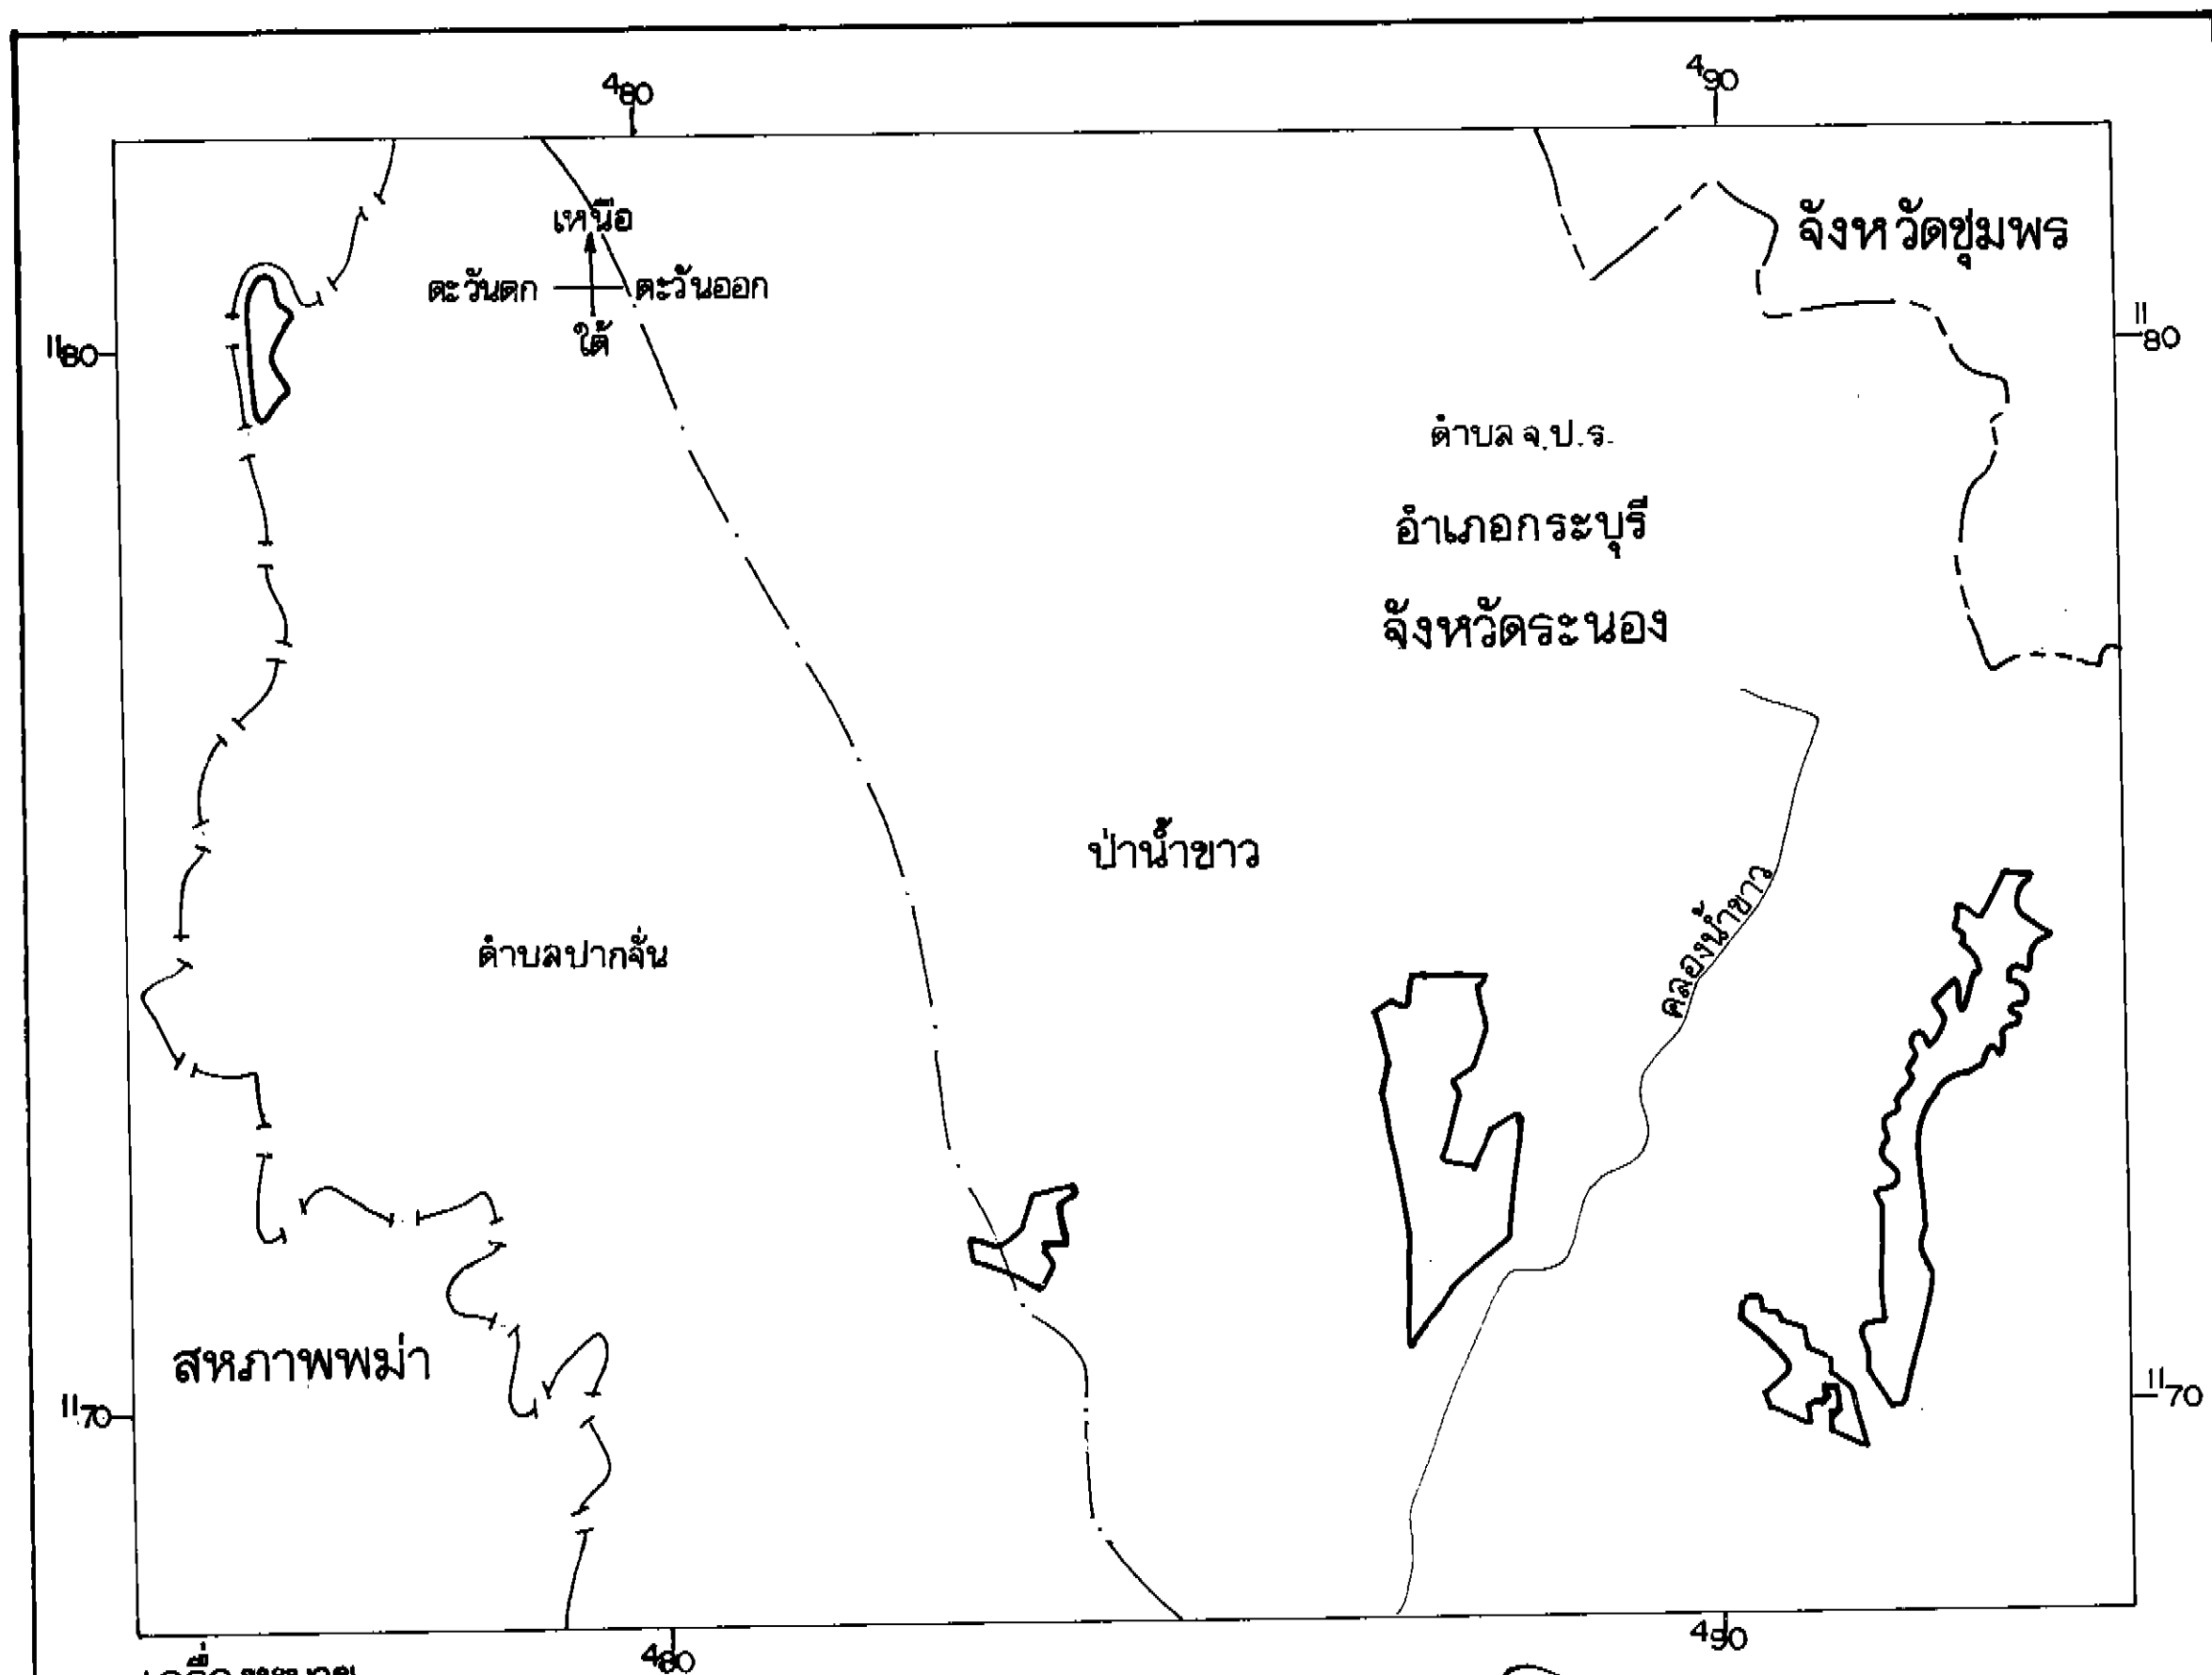 480
490
เหนือ
ตะวันตก
ตะวันออก
ใต้
จังหวัดชุมพร
1180
1180
ตำบล จ.ป.ร.
อำเภอกระบุรี
จังหวัดระนอง
ป่าน้ำขาว
คลองน้ำขาว
ตำบลปากจั่น
สหภาพพม่า
1170
1170
480
490